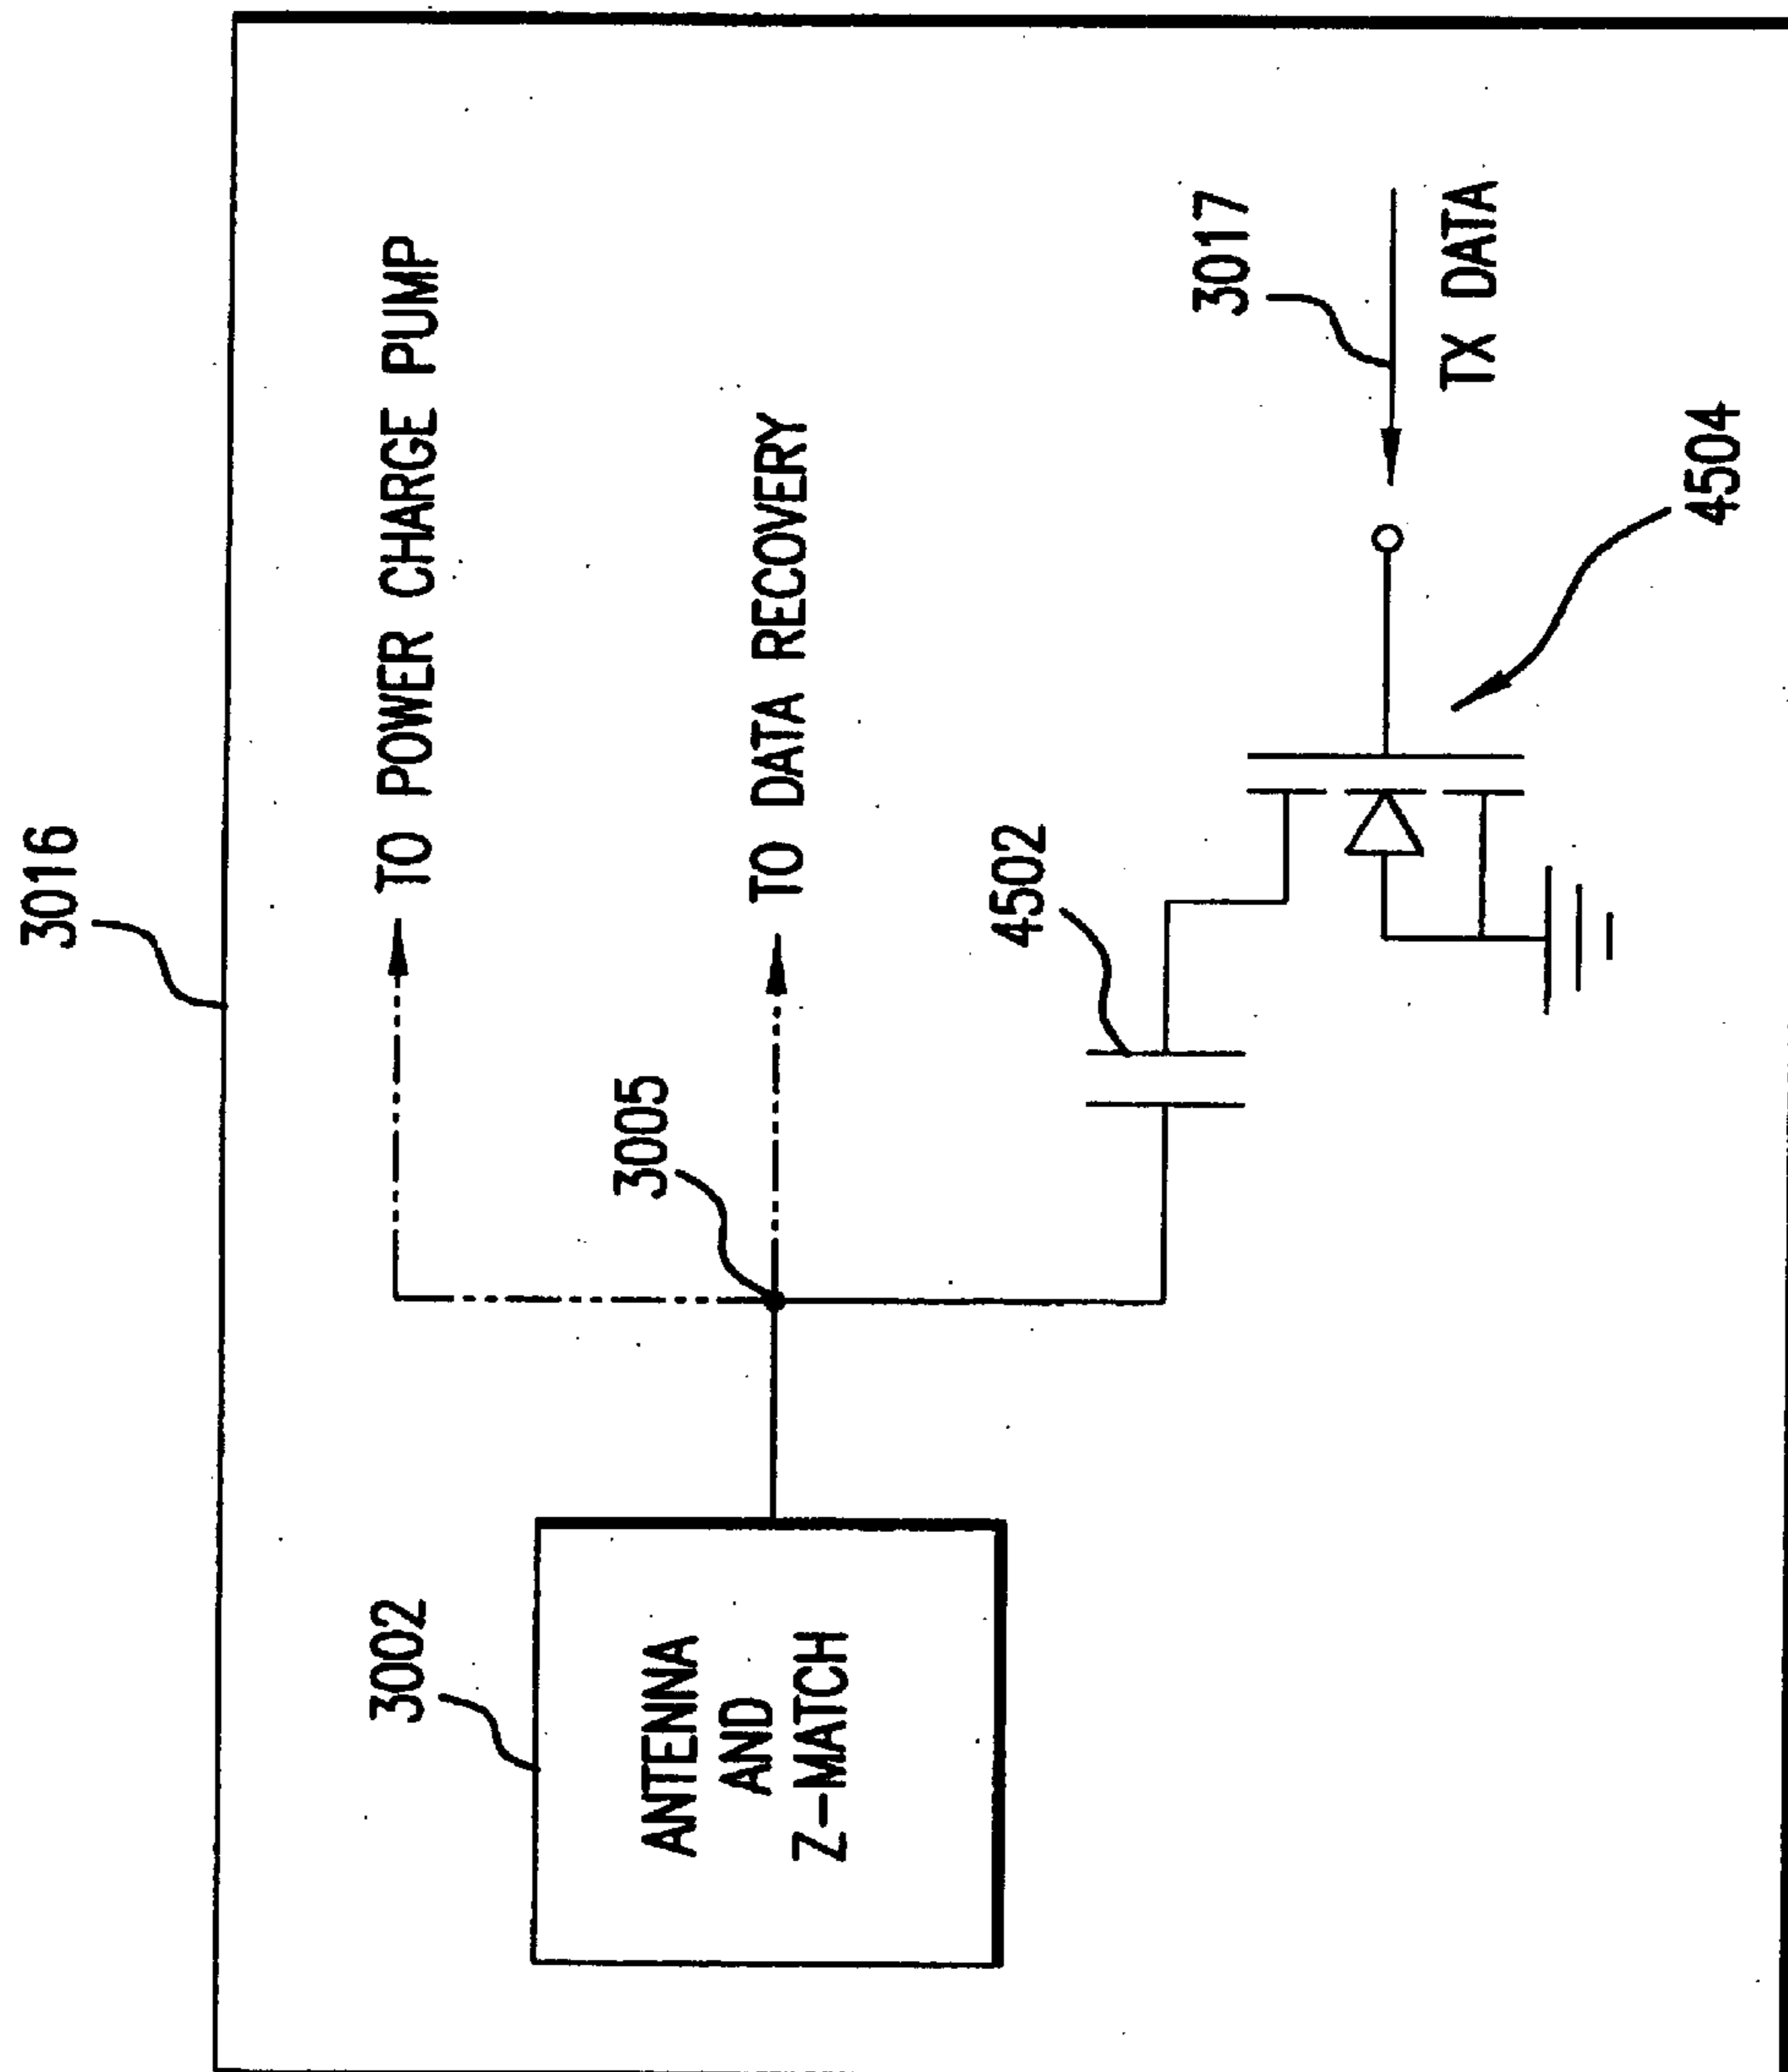 3016
TO POWER CHARGE PUMP
3005
TO DATA RECOVERY
3002
ANTENNA
AND
Z-MATCH
4502
3017
TX DATA
4504